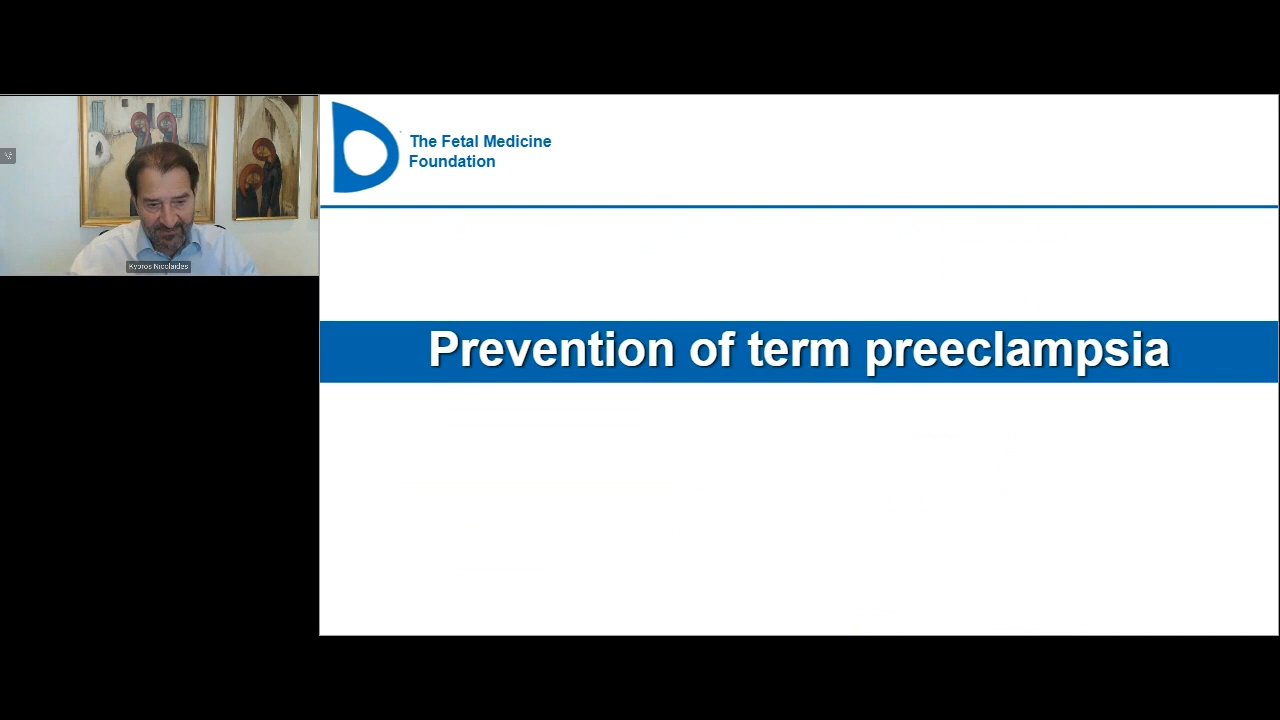 The Fetal Medicine
Foundation
Prevention of term preeclampsia
Kypros Nicolaides